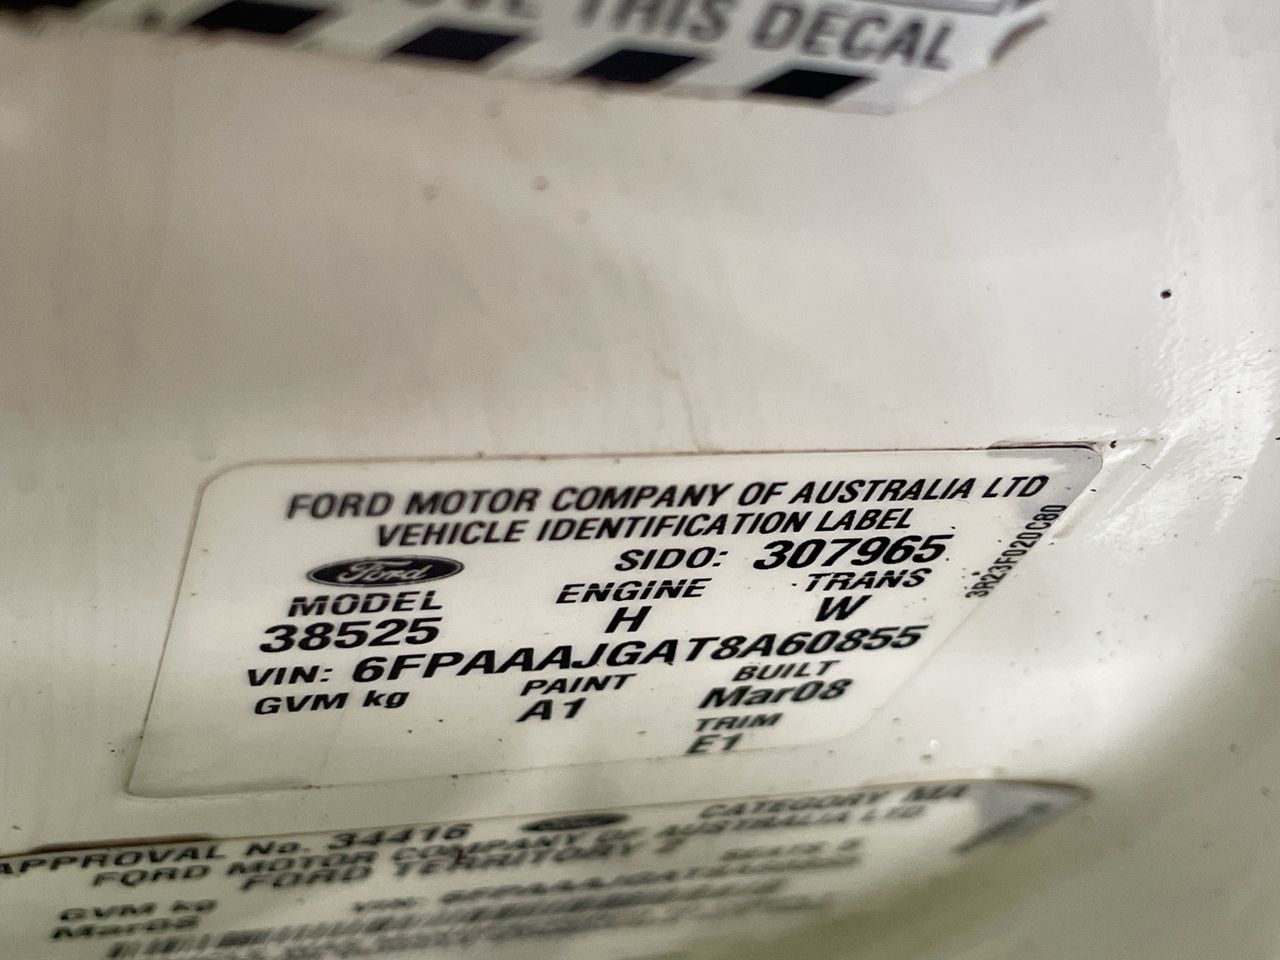 THIS DECAL
FORD MOTOR COMPANY OF AUSTRALIA LTD
VEHICLE IDENTIFICATION LABEL
Ford
SIDO: 307965
MODEL ENGINE TRANS
38525 H W
VIN: 6FPAAAJGAT8A60855
GVM kg PAINT BUILT
A1 Mar08
TRIM
E1
3R23F020C80
APPROVAL No. 34416 CATEGORY MA
FORD MOTOR COMPANY OF AUSTRALIA LTD
FORD TERRITORY
GVM kg
Mar08